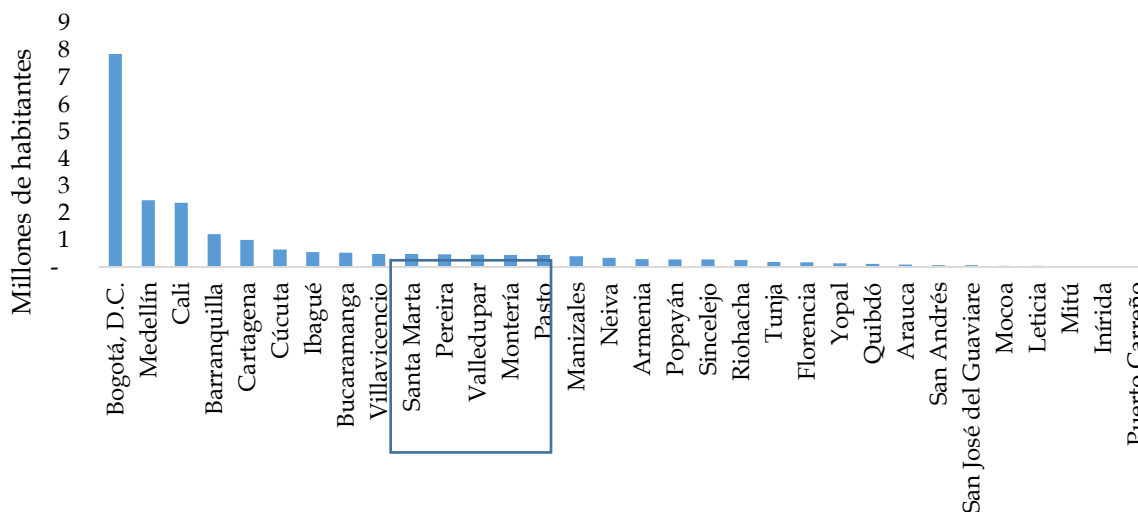 Millones de habitantes
9
8
7
6
5
4
3
2
1
-
Bogotá, D.C.
Medellín
Cali
Barranquilla
Cartagena
Cúcuta
Ibagué
Bucaramanga
Villavicencio
Santa Marta
Pereira
Valledupar
Montería
Pasto
Manizales
Neiva
Armenia
Popayán
Sincelejo
Riohacha
Tunja
Florencia
Yopal
Quibdó
Arauca
San Andrés
San José del Guaviare
Mocoa
Leticia
Mitú
Inírida
Puerto Carreño